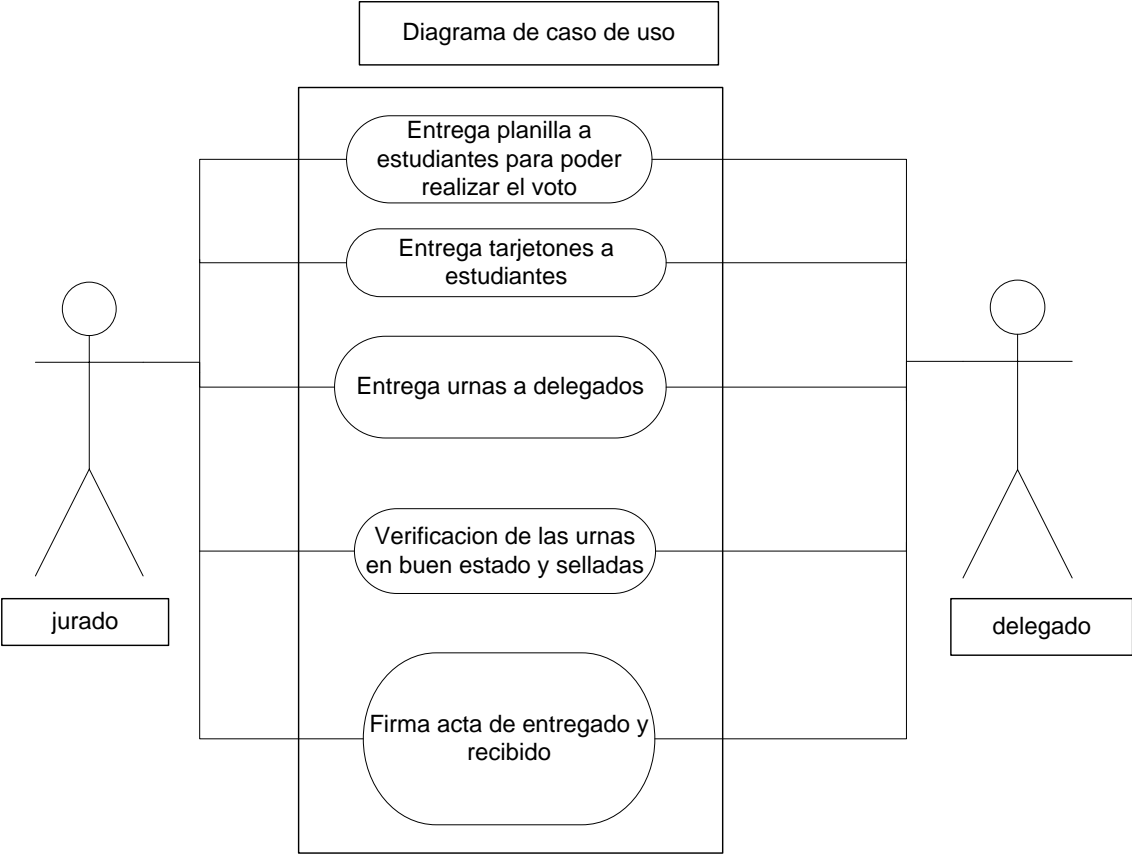 Diagrama de caso de uso
Entrega planilla a
estudiantes para poder
realizar el voto
Entrega tarjetones a
estudiantes
Entrega urnas a delegados
Verificacion de las urnas
en buen estado y selladas
jurado
delegado
Firma acta de entregado y
recibido